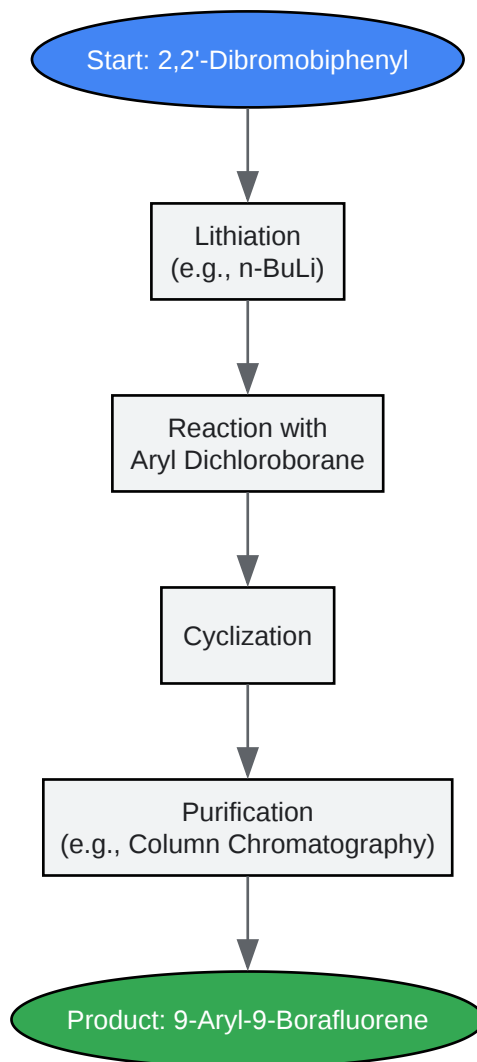 Start: 2,2'-Dibromobiphenyl
Lithiation
(e.g., n-BuLi)
Reaction with
Aryl Dichloroborane
Cyclization
Purification
(e.g., Column Chromatography)
Product: 9-Aryl-9-Borafluorene